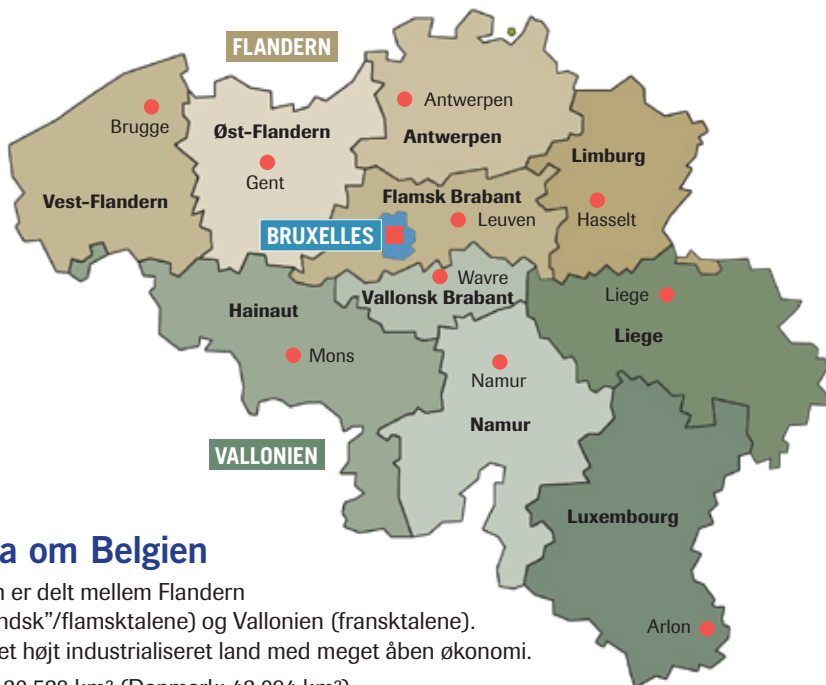 FLANDERN
Antwerpen
Brugge
Øst-Flandern
Antwerpen
Limburg
Gent
Vest-Flandern
Flamsk Brabant
Leuven
Hasselt
BRUXELLES
Wavre
Vallonsk Brabant
Liege
Hainaut
Liege
Mons
Namur
Namur
VALLONIEN
Luxembourg
a om Belgien
er delt mellem Flandern
ndsk”/flamsktalene) og Vallonien (fransktalene).
et højt industrialiseret land med meget åben økonomi.
Arlon